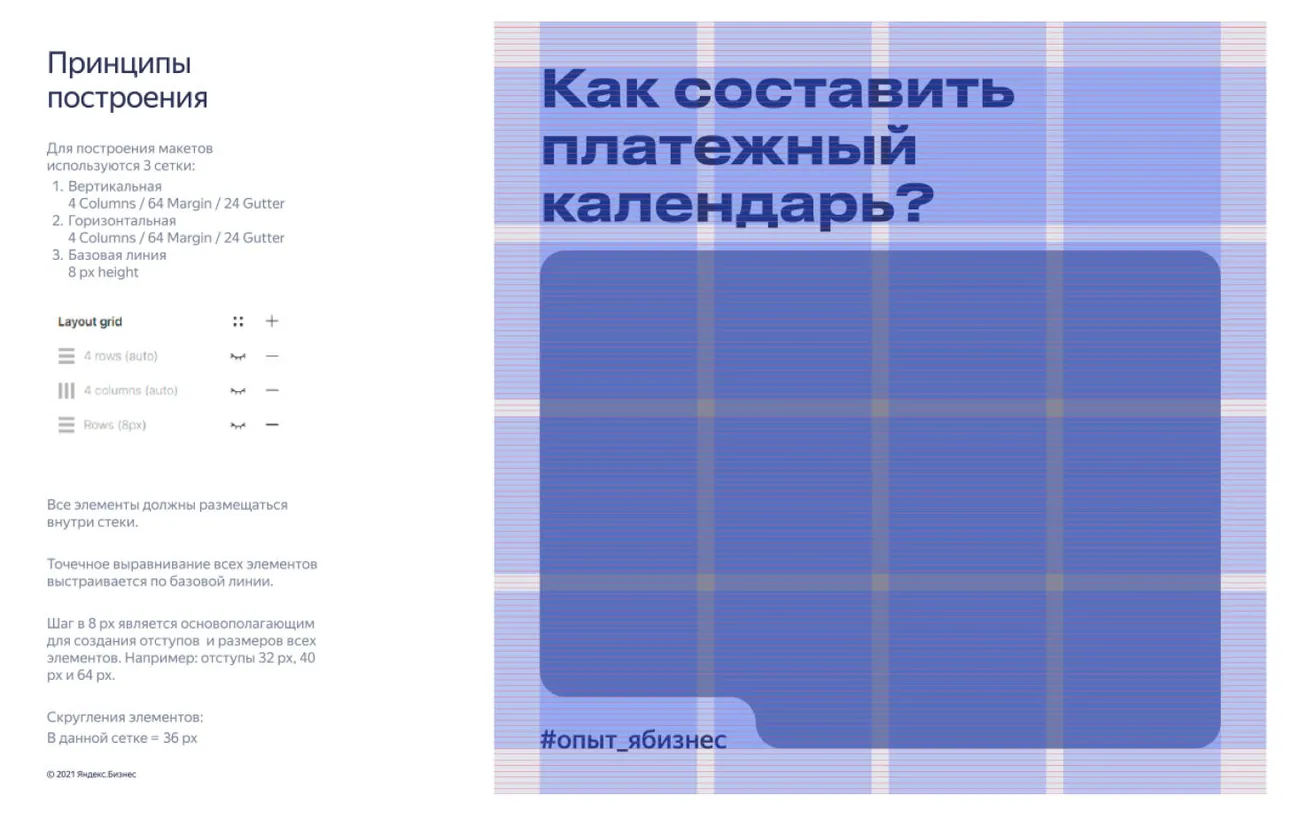 Принципы
построения
Для построения макетов
используются 3 сетки:
1. Вертикальная
4 Columns / 64 Margin / 24 Gutter
2. Горизонтальная
4 Columns / 64 Margin / 24 Gutter
3. Базовая линия
8 px height
Layout grid
4 rows (auto)
4 columns (auto)
Rows (8px)
Все элементы должны размещаться
внутри стеки.
Точечное выравнивание всех элементов
выстраивается по базовой линии.
Шаг в 8 px является основополагающим
для создания отступов и размеров всех
элементов. Например: отступы 32 px, 40
px и 64 px.
Скругления элементов:
В данной сетке = 36 px
© 2021 Яндекс.Бизнес
Как составить
платежный
календарь?
#опыт_ябизнес